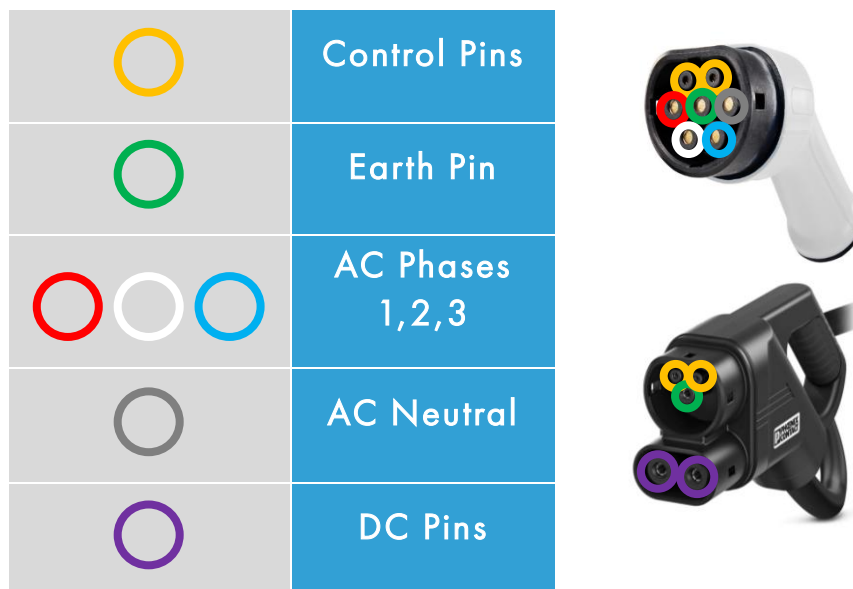 Control Pins
Earth Pin
AC Phases
1,2,3
AC Neutral
DC Pins